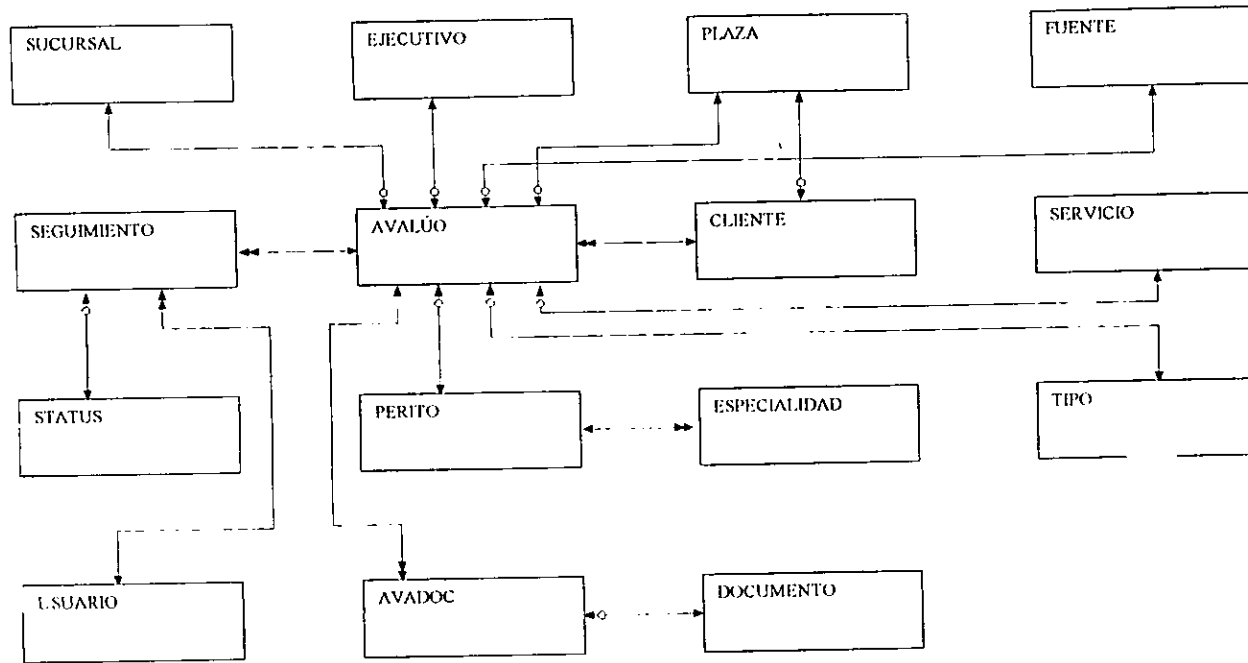 SUCURSAL
EJECUTIVO
PLAZA
FUENTE
SEGUIMIENTO
AVALÚO
CLIENTE
SERVICIO
STATUS
PERITO
ESPECIALIDAD
TIPO
USUARIO
AVADOC
DOCUMENTO